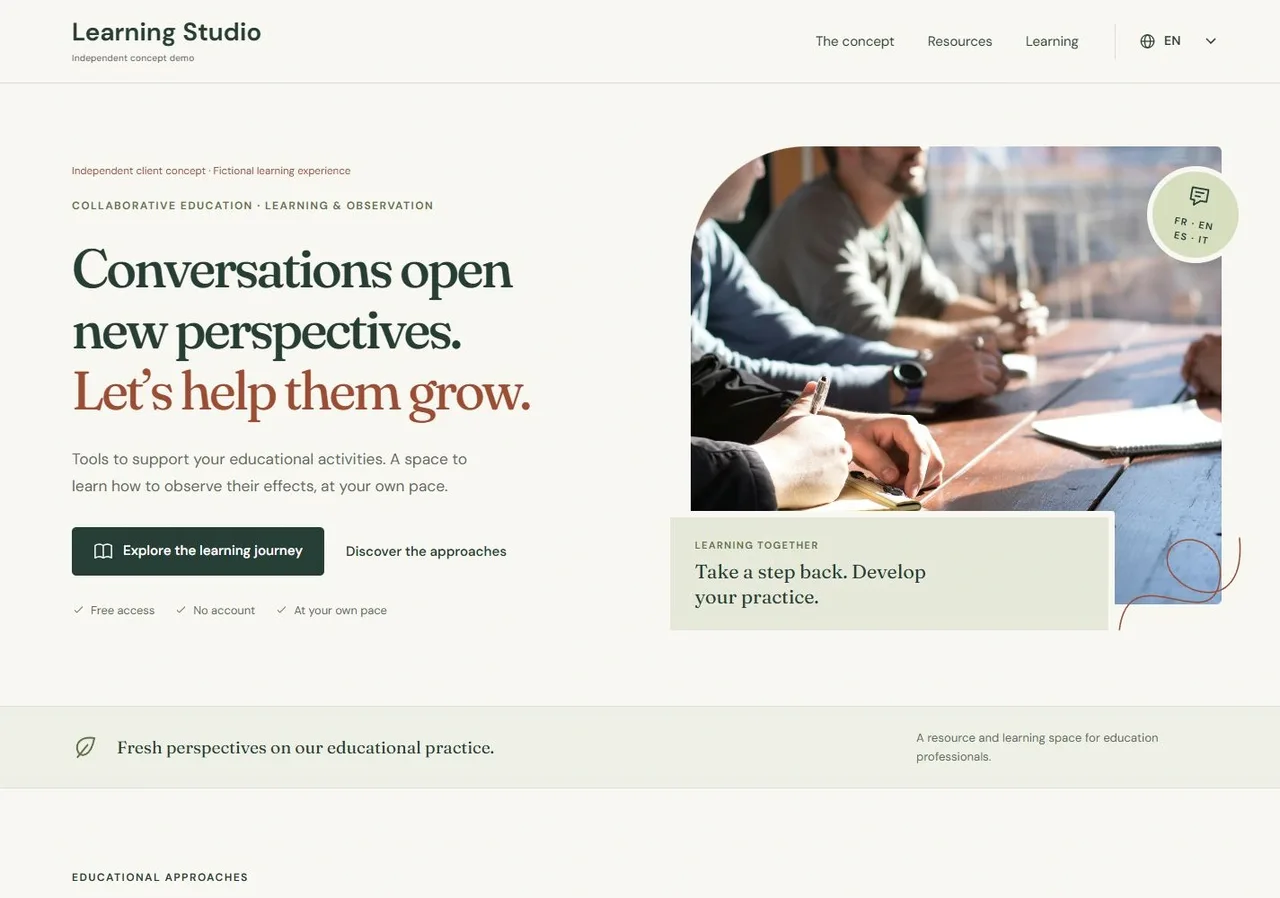 Learning Studio
Independent concept demo
The concept
Resources
Learning
EN
Independent client concept · Fictional learning experience
COLLABORATIVE EDUCATION · LEARNING & OBSERVATION
Conversations open
new perspectives.
Let’s help them grow.
Tools to support your educational activities. A space to
learn how to observe their effects, at your own pace.
Explore the learning journey
Discover the approaches
Free access
No account
At your own pace
FR · EN
ES · IT
LEARNING TOGETHER
Take a step back. Develop
your practice.
Fresh perspectives on our educational practice.
A resource and learning space for education
professionals.
EDUCATIONAL APPROACHES